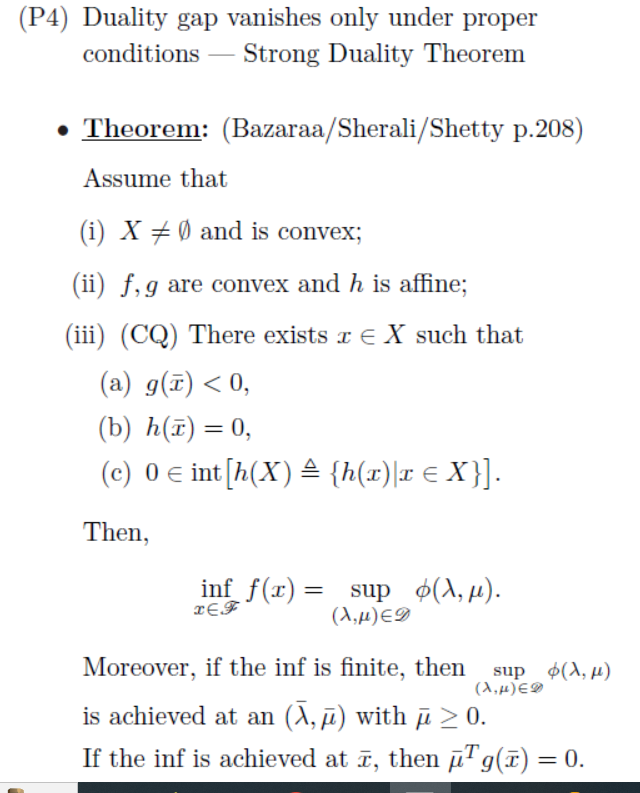 (P4) Duality gap vanishes only under proper
conditions — Strong Duality Theorem
• Theorem: (Bazaraa/Sherali/Shetty p.208)
Assume that
(i) X ≠ ∅ and is convex;
(ii) f, g are convex and h is affine;
(iii) (CQ) There exists x ∈ X such that
(a) g(x̄) < 0,
(b) h(x̄) = 0,
(c) 0 ∈ int[h(X) ≜ {h(x)|x ∈ X}].
Then,
inf f(x) = sup ϕ(λ, μ).
x∈ℱ (λ,μ)∈𝒟
Moreover, if the inf is finite, then sup ϕ(λ, μ)
(λ,μ)∈𝒟
is achieved at an (λ̄, μ̄) with μ̄ ≥ 0.
If the inf is achieved at x̄, then μ̄ᵀg(x̄) = 0.